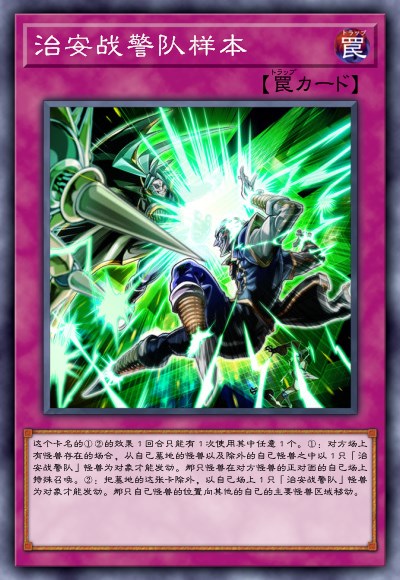 治安战警队样本
トラップ
罠
トラップ
【罠カード】
这个卡名的①②的效果1回合只能有1次使用其中任意1个。①：对方场上
有怪兽存在的场合，从自己墓地的怪兽以及除外的自己怪兽之中以1只「治
安战警队」怪兽为对象才能发动。那只怪兽在对方怪兽的正对面的自己场上
特殊召唤。②：把墓地的这张卡除外，以自己场上1只「治安战警队」怪兽
为对象才能发动。那只自己怪兽的位置向其他的自己的主要怪兽区域移动。